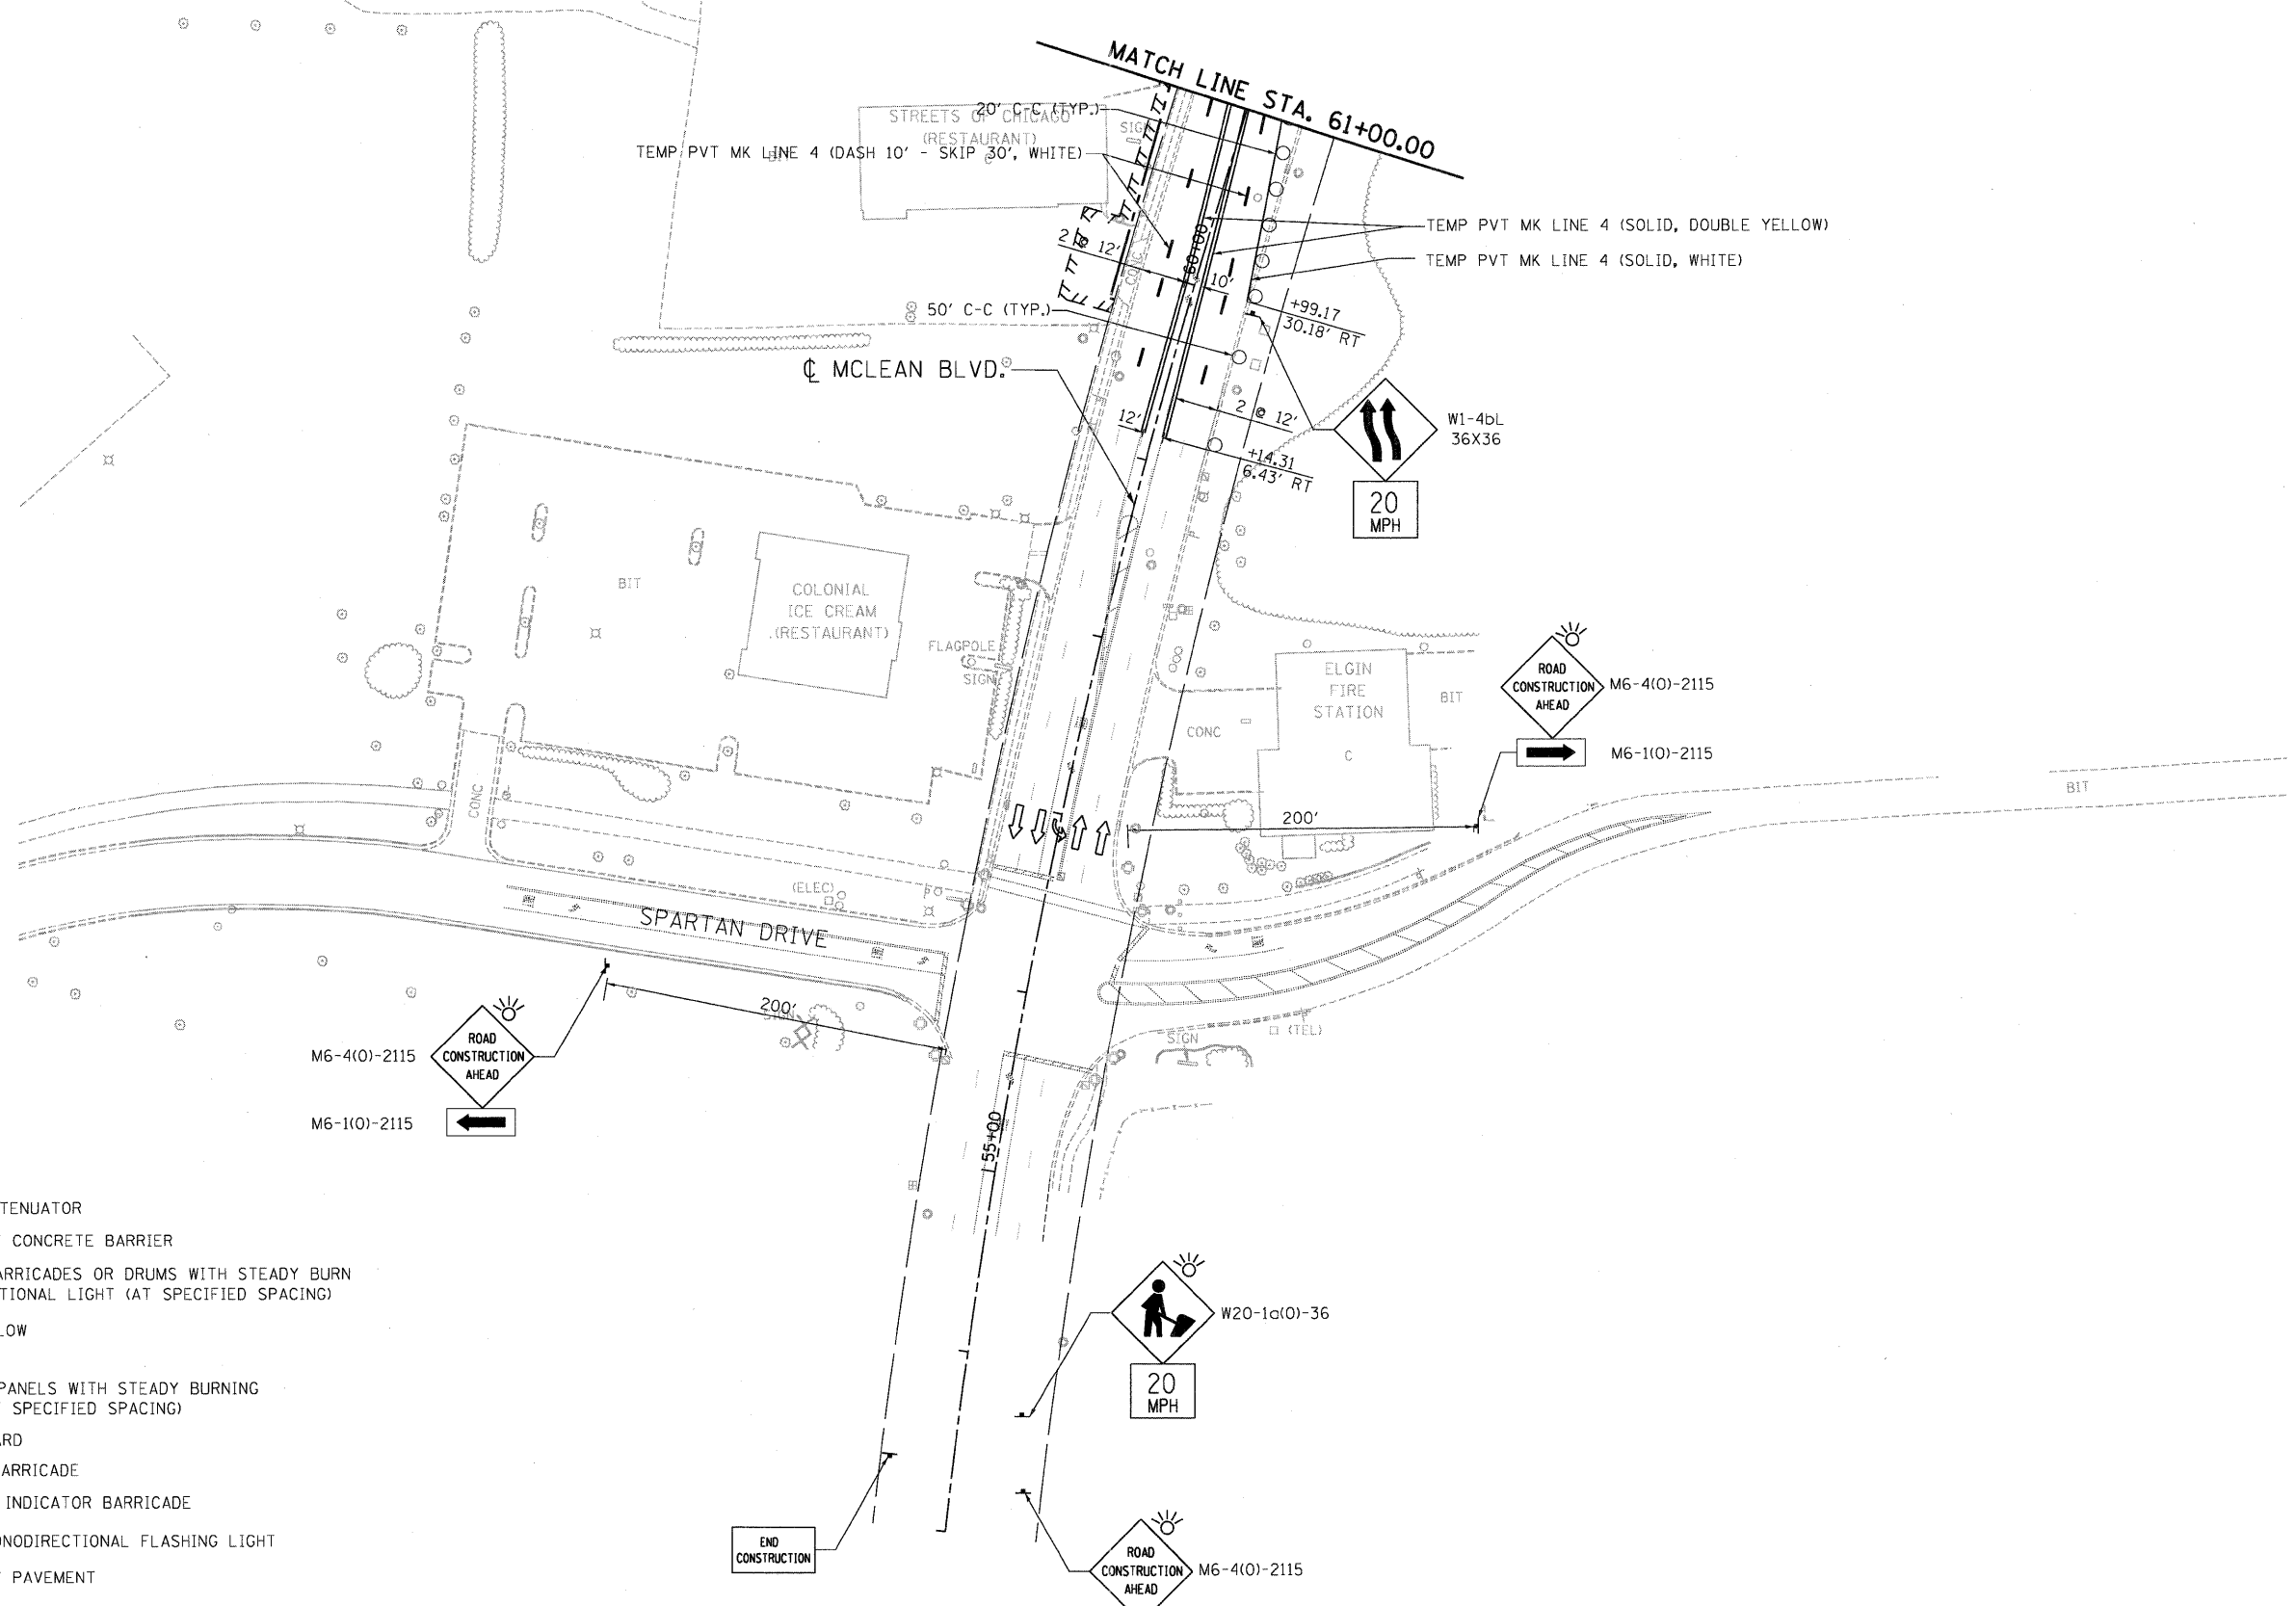 MATCH LINE STA. 61+00.00
20' C-C (TYP.)
STREETS OF CHICAGO
(RESTAURANT)
SIGN
BIT
TEMP PVT MK LINE 4 (DASH 10' - SKIP 30', WHITE)
TEMP PVT MK LINE 4 (SOLID, DOUBLE YELLOW)
TEMP PVT MK LINE 4 (SOLID, WHITE)
2 @ 12'
CONC
60+00
10'
50' C-C (TYP.)
+99.17
30.18' RT
℄ MCLEAN BLVD.
12'
2 @ 12'
W1-4bL
36X36
+14.31
6.43' RT
20
MPH
BIT
COLONIAL
ICE CREAM
(RESTAURANT)
FLAGPOLE
SIGN
ELGIN
FIRE
STATION
BIT
CONC
C
ROAD
CONSTRUCTION
AHEAD
M6-4(O)-2115
M6-1(O)-2115
BIT
CONC
200'
(ELEC)
SPARTAN DRIVE
200'
SIGN
SIGN
(TEL)
M6-4(O)-2115
ROAD
CONSTRUCTION
AHEAD
M6-1(O)-2115
55+00
TENUATOR
CONCRETE BARRIER
ARRICADES OR DRUMS WITH STEADY BURN
TIONAL LIGHT (AT SPECIFIED SPACING)
LOW
PANELS WITH STEADY BURNING
SPECIFIED SPACING)
ARD
ARRICADE
INDICATOR BARRICADE
ONODIRECTIONAL FLASHING LIGHT
PAVEMENT
W20-1a(O)-36
20
MPH
END
CONSTRUCTION
ROAD
CONSTRUCTION
AHEAD
M6-4(O)-2115